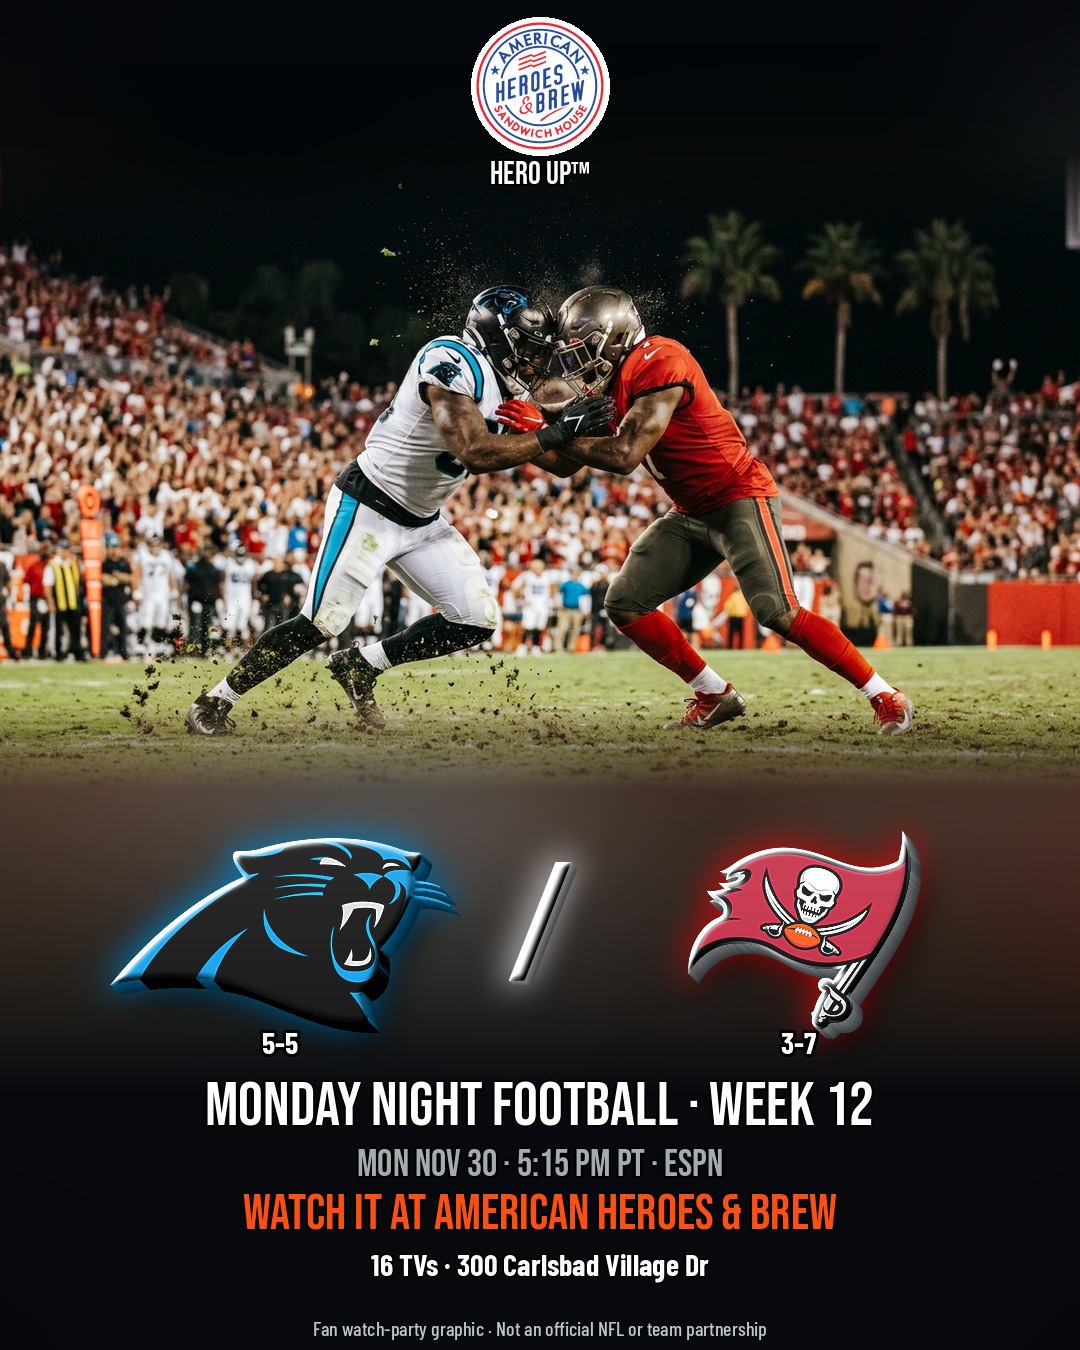 AMERICAN
HEROES
& BREW
SANDWICH HOUSE
HERO UP™
5-5
3-7
MONDAY NIGHT FOOTBALL · WEEK 12
MON NOV 30 · 5:15 PM PT · ESPN
WATCH IT AT AMERICAN HEROES & BREW
16 TVs · 300 Carlsbad Village Dr
Fan watch-party graphic · Not an official NFL or team partnership